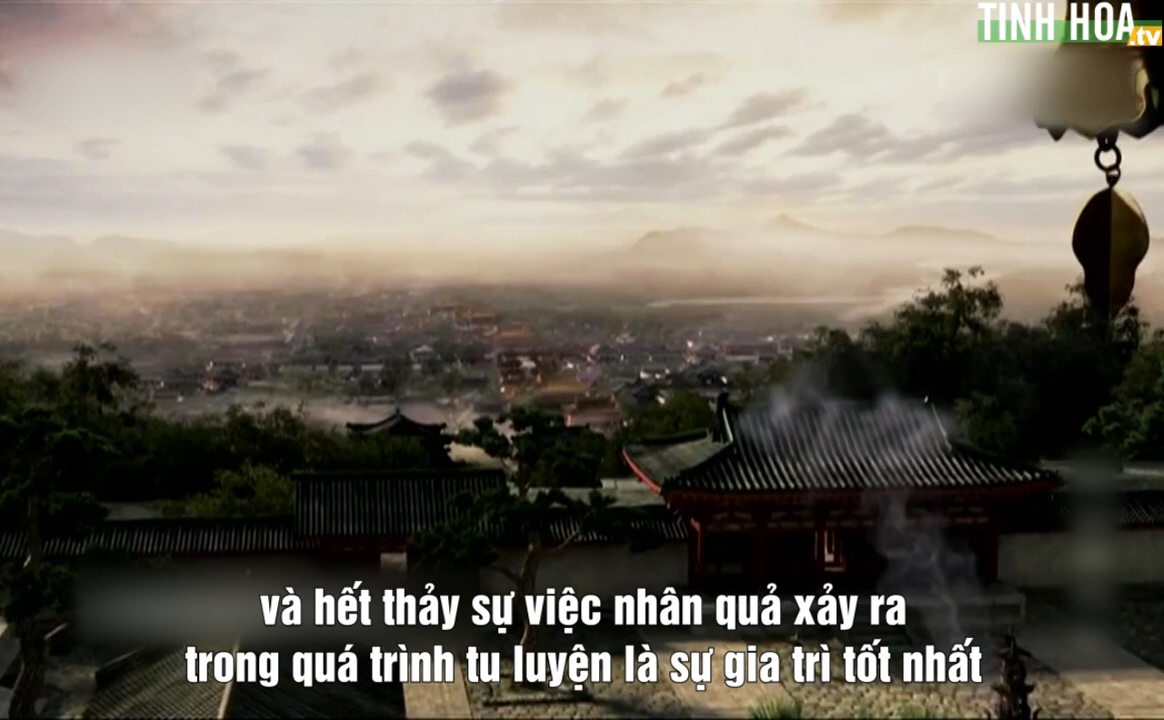 TINH HOA
.tv
và hết thảy sự việc nhân quả xảy ra
trong quá trình tu luyện là sự gia trì tốt nhất